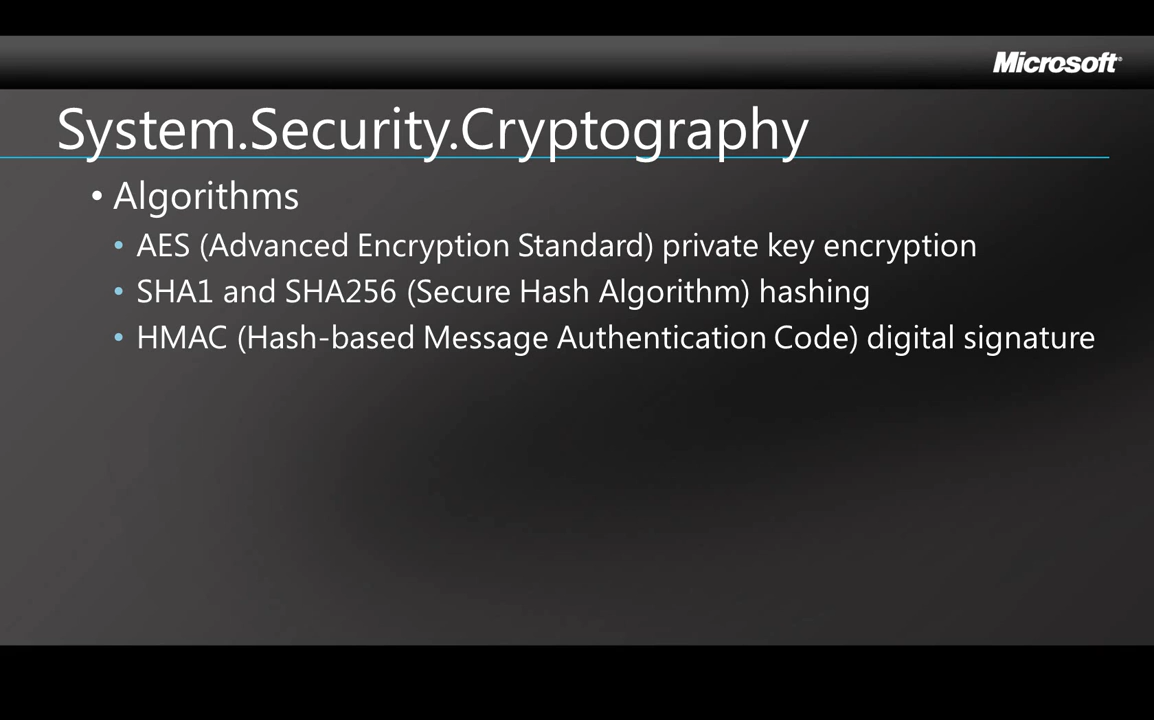 Microsoft®
System.Security.Cryptography
• Algorithms
• AES (Advanced Encryption Standard) private key encryption
• SHA1 and SHA256 (Secure Hash Algorithm) hashing
• HMAC (Hash-based Message Authentication Code) digital signature